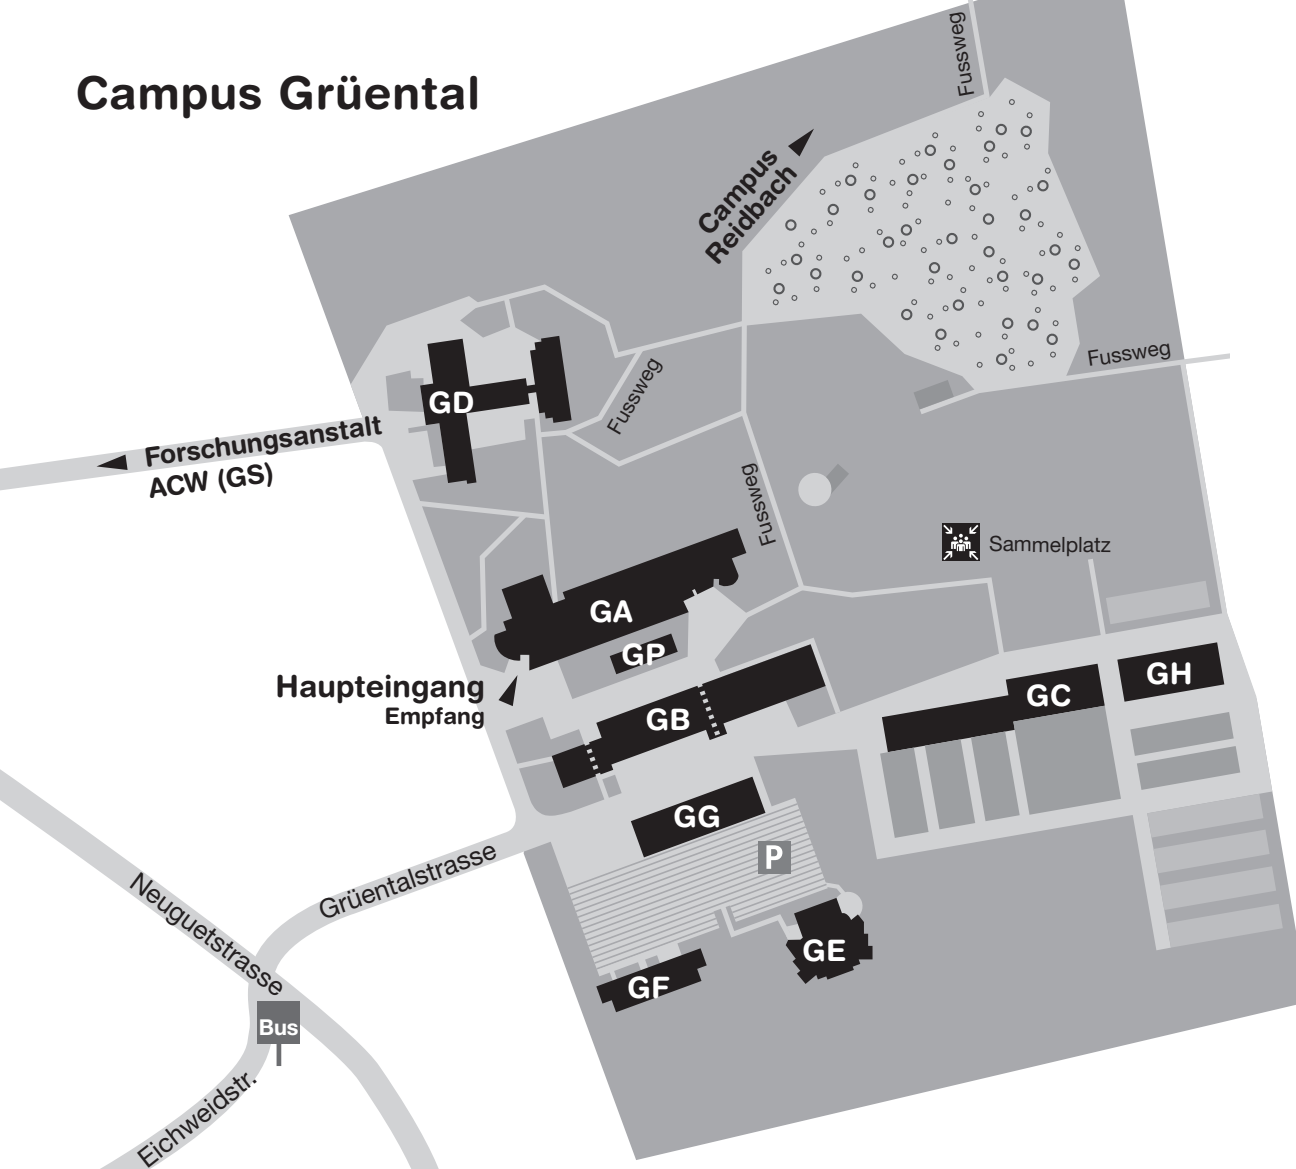 Campus Grüental
Fussweg
Campus
Reidbach
Fussweg
Fussweg
GD
Forschungsanstalt
ACW (GS)
Fussweg
Sammelplatz
GA
GP
Haupteingang
Empfang
GB
GC
GH
GG
P
Grüentalstrasse
Neuguetstrasse
GE
GF
Bus
Eichweidstr.